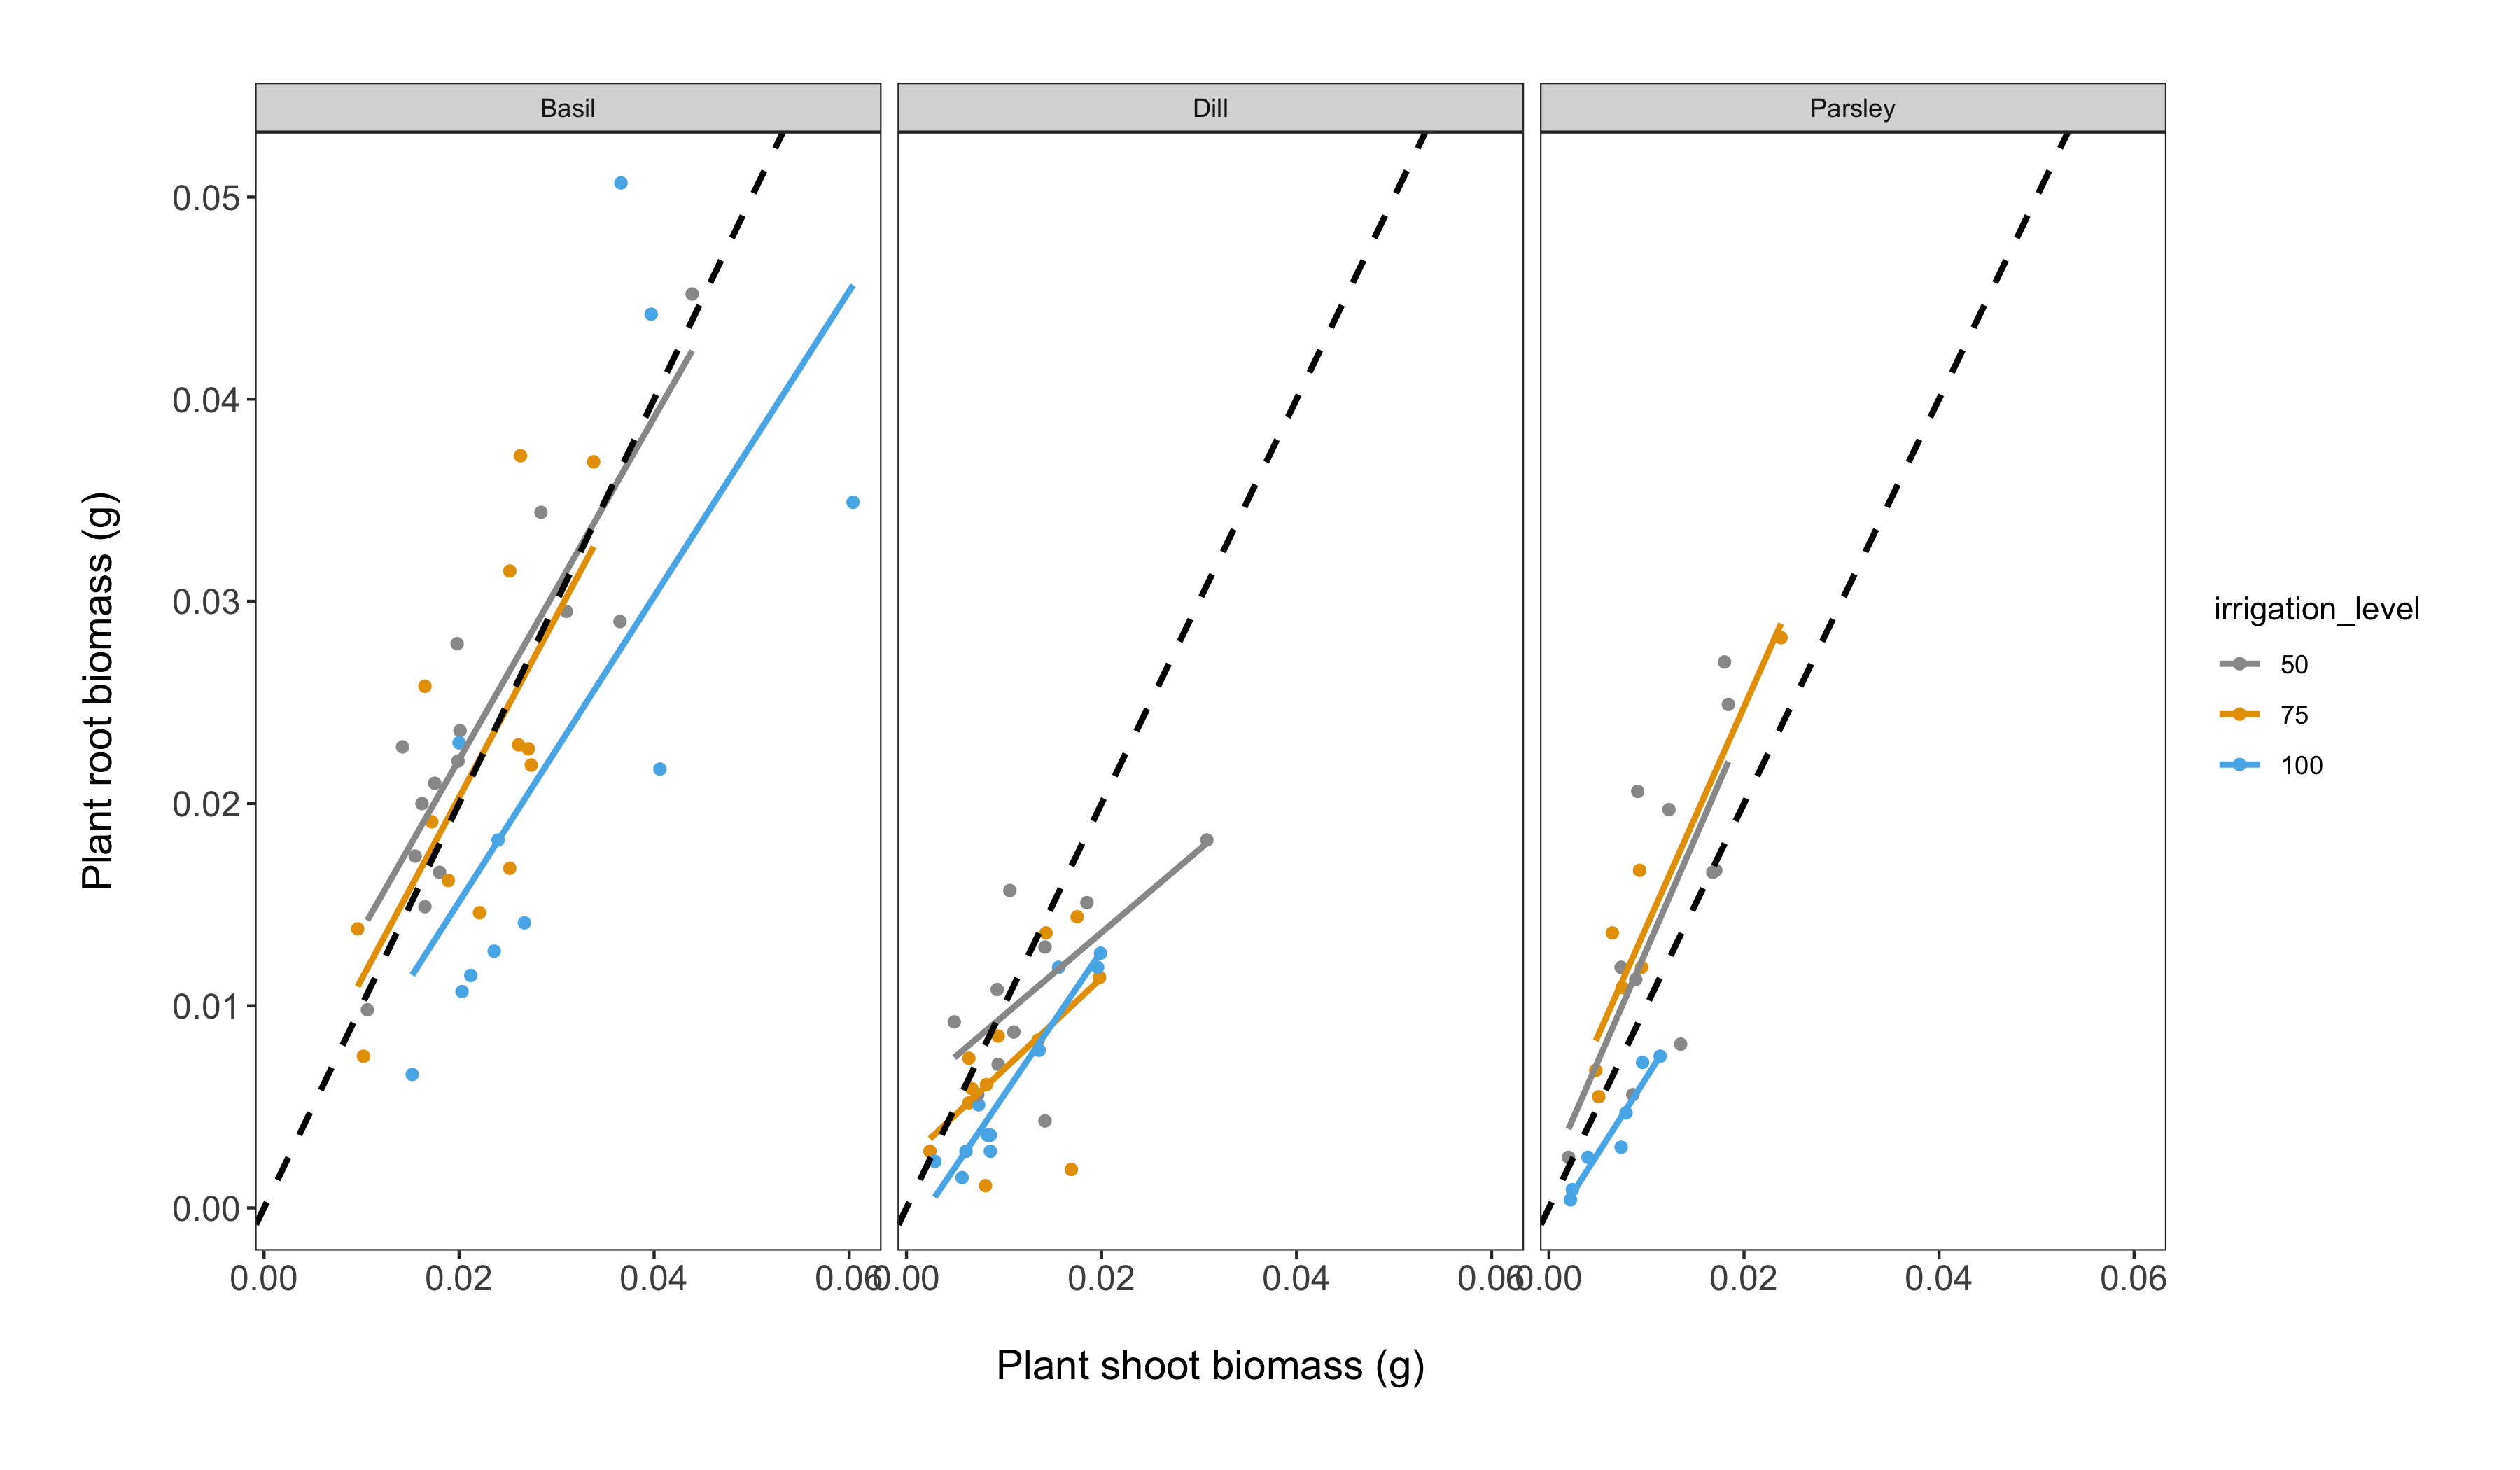 Basil
Dill
Parsley
0.05
0.04
0.03
0.02
0.01
0.00
Plant root biomass (g)
0.00 0.02 0.04 0.06
0.00 0.02 0.04 0.06
0.00 0.02 0.04 0.06
Plant shoot biomass (g)
irrigation_level
50
75
100